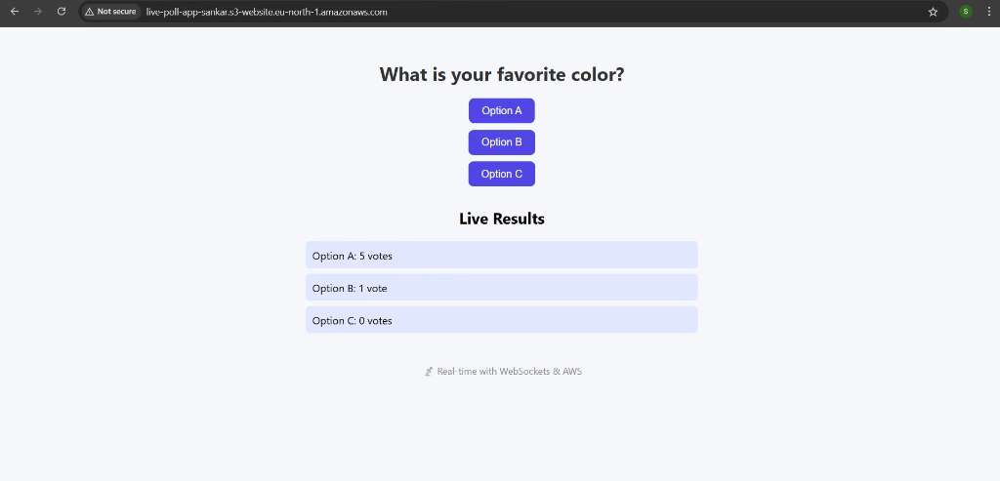 Not secure live-poll-app-sankar.s3-website.eu-north-1.amazonaws.com S
What is your favorite color?
Option A
Option B
Option C
Live Results
Option A: 5 votes
Option B: 1 vote
Option C: 0 votes
Real-time with WebSockets & AWS